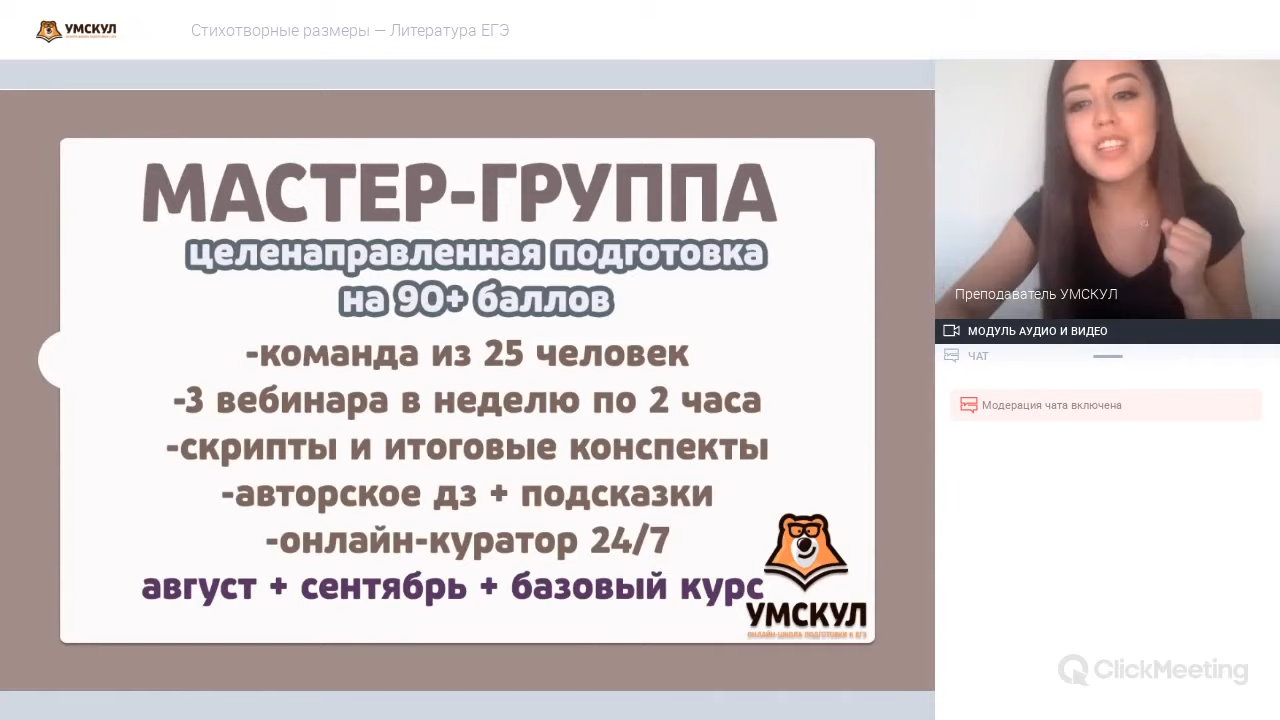 УМСКУЛ
Стихотворные размеры — Литература ЕГЭ
МАСТЕР-ГРУППА
целенаправленная подготовка
на 90+ баллов
-команда из 25 человек
-3 вебинара в неделю по 2 часа
-скрипты и итоговые конспекты
-авторское дз + подсказки
-онлайн-куратор 24/7
август + сентябрь + базовый курс
УМСКУЛ
ОНЛАЙН-ШКОЛА ПОДГОТОВКИ К ЕГЭ
Преподаватель УМСКУЛ
МОДУЛЬ АУДИО И ВИДЕО
ЧАТ
Модерация чата включена
ClickMeeting